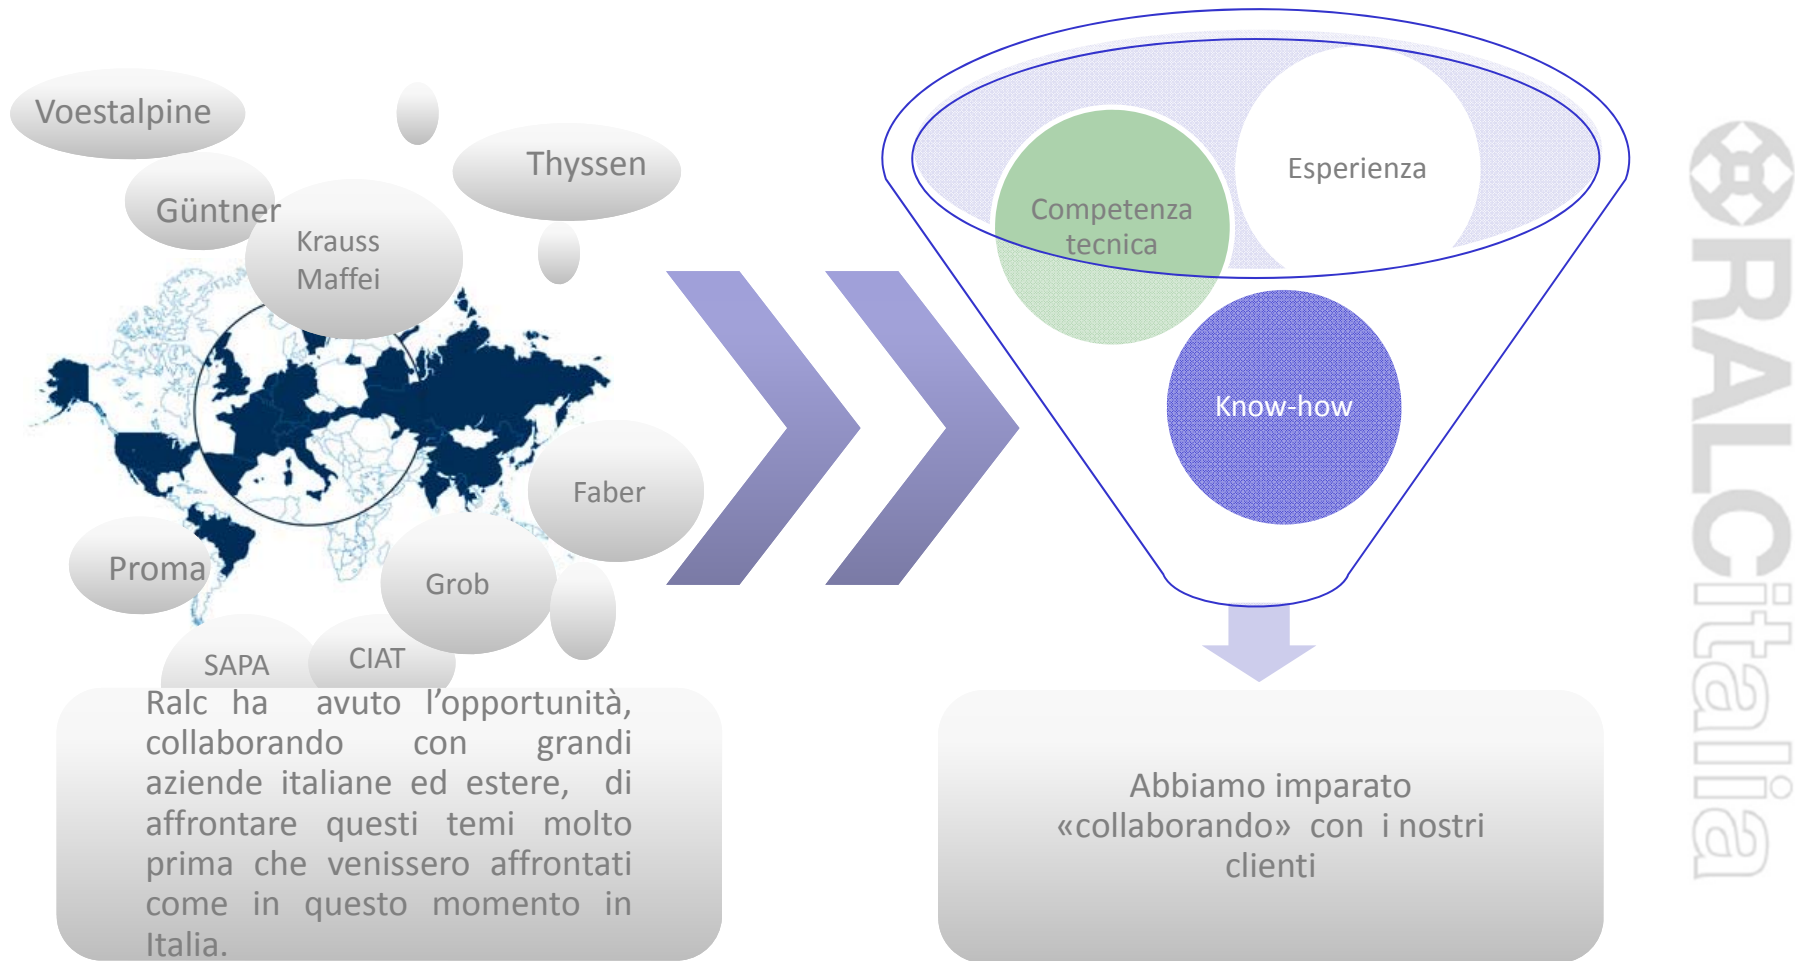 Voestalpine
Güntner
Krauss
Maffei
Thyssen
Faber
Proma
Grob
SAPA
CIAT
Ralc ha avuto l’opportunità,
collaborando con grandi
aziende italiane ed estere, di
affrontare questi temi molto
prima che venissero affrontati
come in questo momento in
Italia.
Esperienza
Competenza
tecnica
Know-how
Abbiamo imparato
«collaborando» con i nostri
clienti
RALCitalia